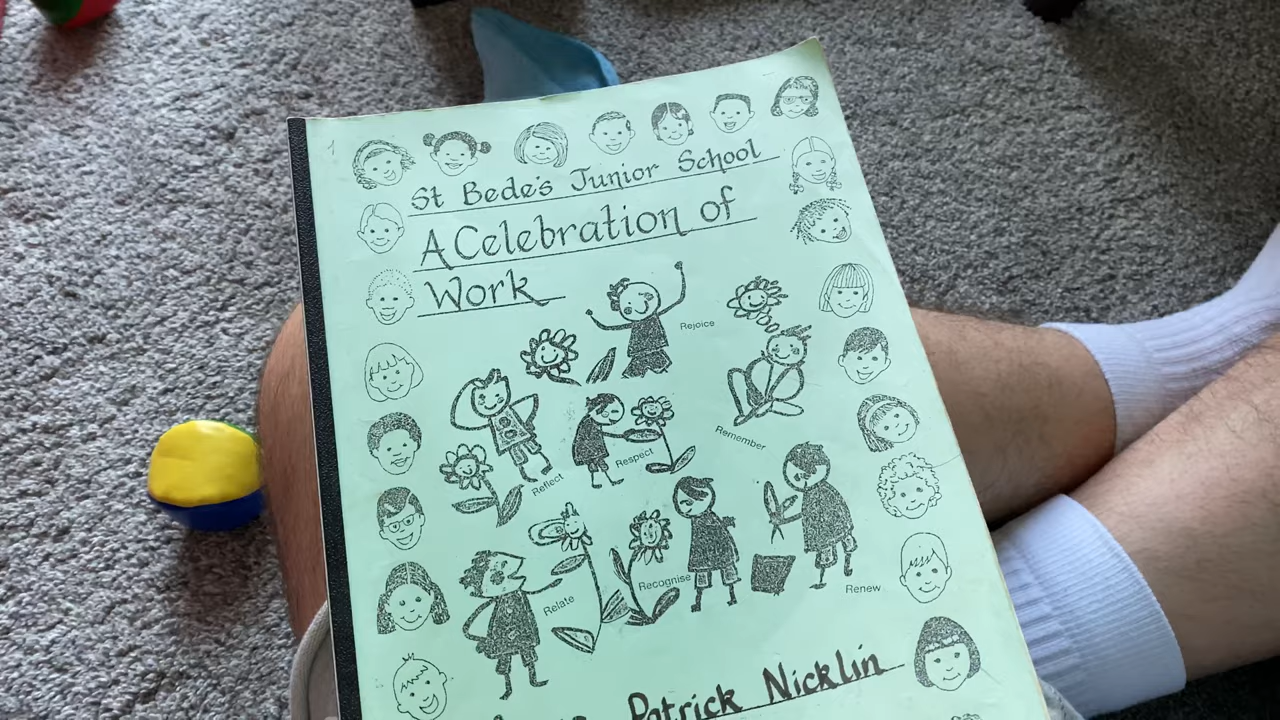 St Bede's Junior School
A Celebration of
Work
Rejoice
Remember
Respect
Reflect
Recognise
Relate
Renew
Patrick Nicklin